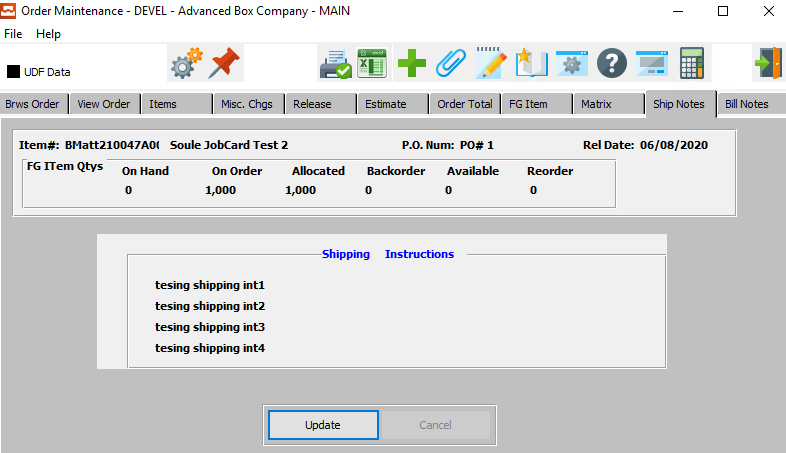 Order Maintenance - DEVEL - Advanced Box Company - MAIN
File Help
UDF Data
excel
Brws Order View Order Items Misc. Chgs Release Estimate Order Total FG Item Matrix Ship Notes Bill Notes
Item#: BMatt210047A00 Soule JobCard Test 2 P.O. Num: PO# 1 Rel Date: 06/08/2020
FG ITem Qtys On Hand On Order Allocated Backorder Available Reorder
0 1,000 1,000 0 0 0
Shipping Instructions
tesing shipping int1
tesing shipping int2
tesing shipping int3
tesing shipping int4
Update Cancel